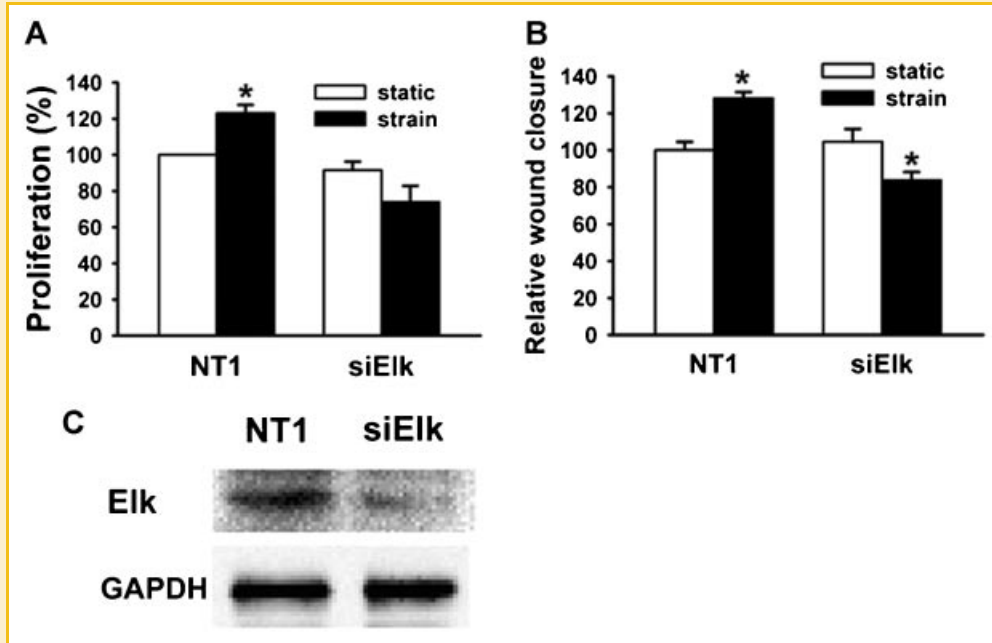 A
Proliferation (%)
140
120
100
80
60
40
20
0
static
strain
*
NT1
siElk
B
Relative wound closure
140
120
100
80
60
40
20
0
static
strain
*
*
NT1
siElk
C
NT1
siElk
Elk
GAPDH